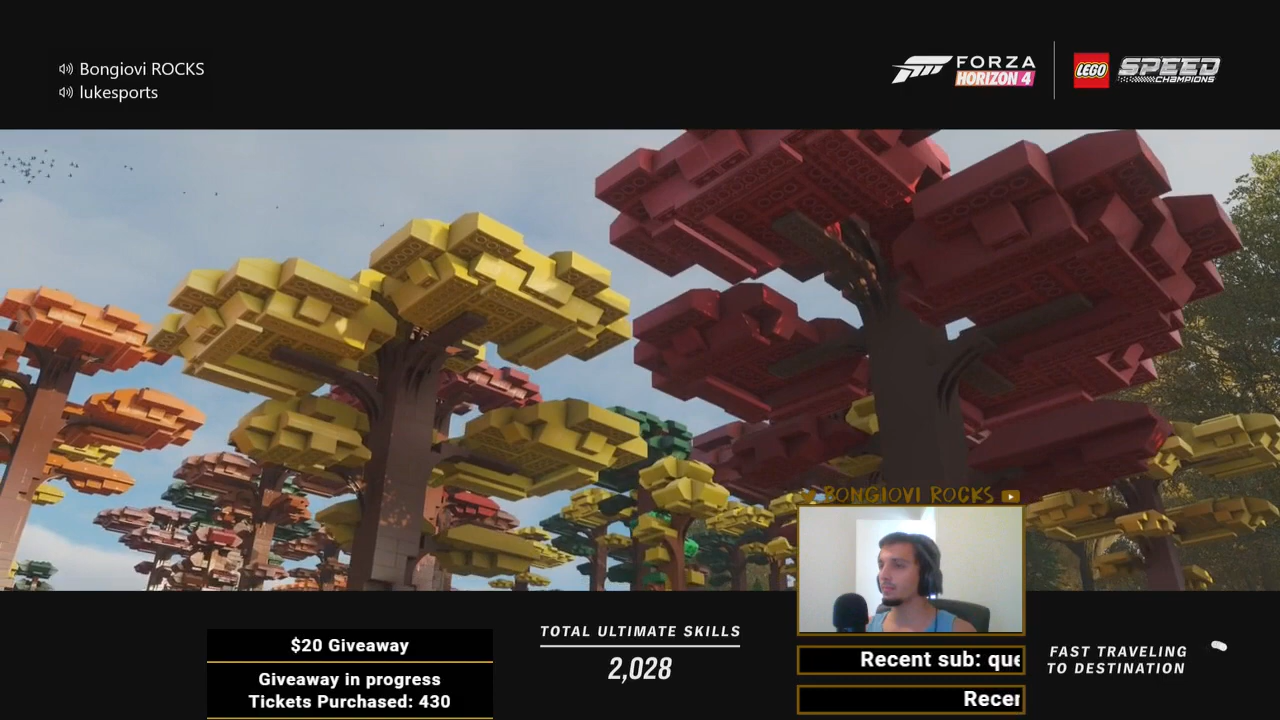 Bongiovi ROCKS
lukesports
FORZA
HORIZON 4
LEGO
SPEED
CHAMPIONS
BONGIOVI ROCKS
$20 Giveaway
Giveaway in progress
Tickets Purchased: 430
TOTAL ULTIMATE SKILLS
2,028
Recent sub: que
Recer
FAST TRAVELING
TO DESTINATION